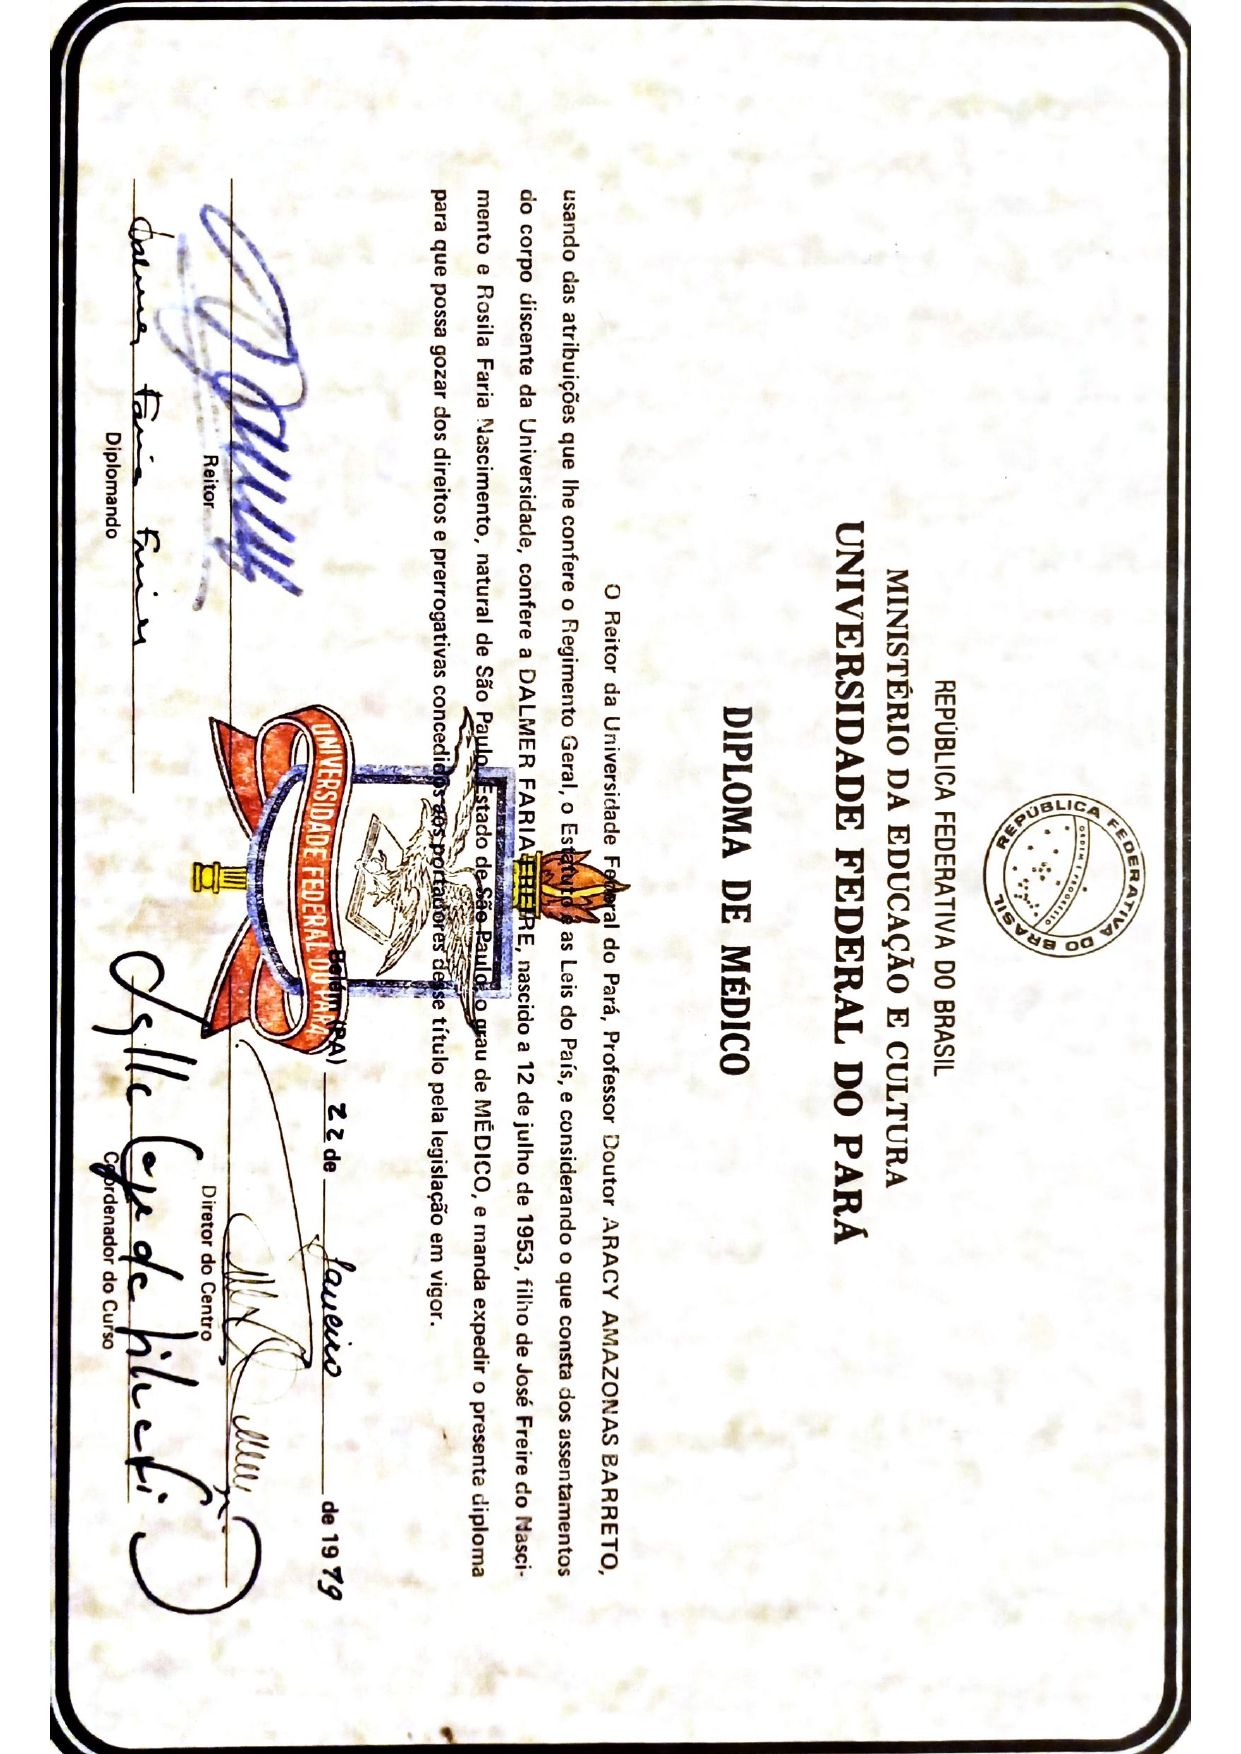 REPÚBLICA FEDERATIVA DO BRASIL
ORDEM E PROGRESSO
REPÚBLICA FEDERATIVA DO BRASIL
MINISTÉRIO DA EDUCAÇÃO E CULTURA
UNIVERSIDADE FEDERAL DO PARÁ
DIPLOMA DE MÉDICO
O Reitor da Universidade Federal do Pará, Professor Doutor ARACY AMAZONAS BARRETO,
usando das atribuições que lhe confere o Regimento Geral, o Estatuto e as Leis do País, e considerando o que consta dos assentamentos
do corpo discente da Universidade, confere a DALMER FARIA FREIRE, nascido a 12 de julho de 1953, filho de José Freire do Nasci-
mento e Rosila Faria Nascimento, natural de São Paulo, Estado de São Paulo, o grau de MÉDICO, e manda expedir o presente diploma
para que possa gozar dos direitos e prerrogativas concedidos aos portadores desse título pela legislação em vigor.
UNIVERSIDADE FEDERAL DO PARÁ
Belém (PA) 22 de Janeiro de 1979
Reitor
Diretor do Centro
Dalmer Faria Freire
Diplomando
Coordenador do Curso